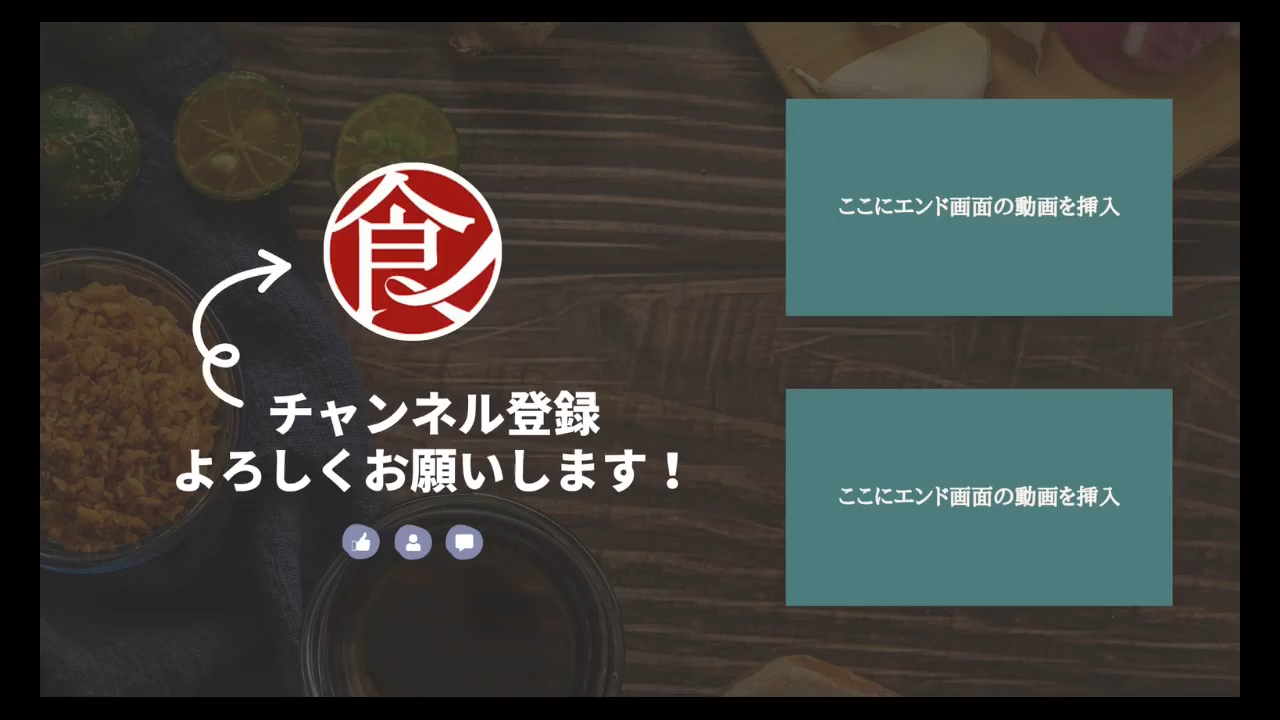 食
チャンネル登録
よろしくお願いします！
ここにエンド画面の動画を挿入
ここにエンド画面の動画を挿入